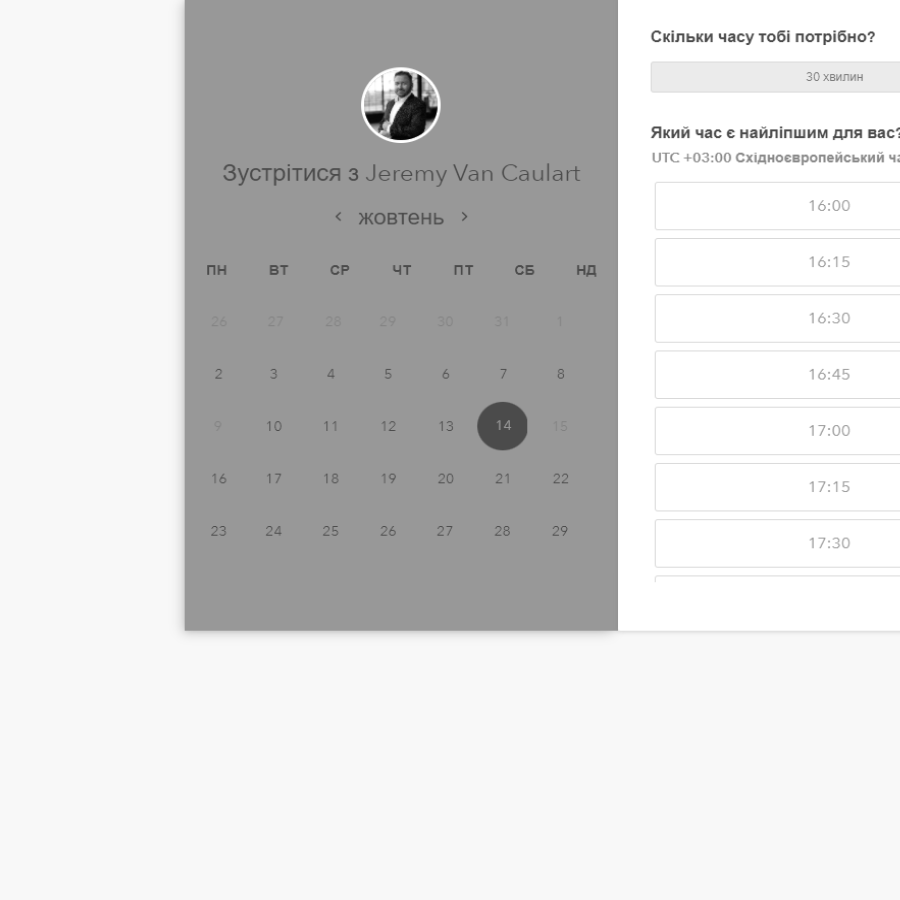 Зустрітися з Jeremy Van Caulart
жовтень
ПН ВТ СР ЧТ ПТ СБ НД
26 27 28 29 30 31 1
2 3 4 5 6 7 8
9 10 11 12 13 14 15
16 17 18 19 20 21 22
23 24 25 26 27 28 29
Скільки часу тобі потрібно?
30 хвилин
Який час є найліпшим для вас?
UTC +03:00 Східноєвропейський ча
16:00
16:15
16:30
16:45
17:00
17:15
17:30